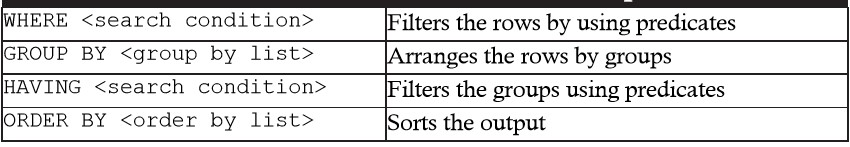 WHERE <search condition> Filters the rows by using predicates
GROUP BY <group by list> Arranges the rows by groups
HAVING <search condition> Filters the groups using predicates
ORDER BY <order by list> Sorts the output